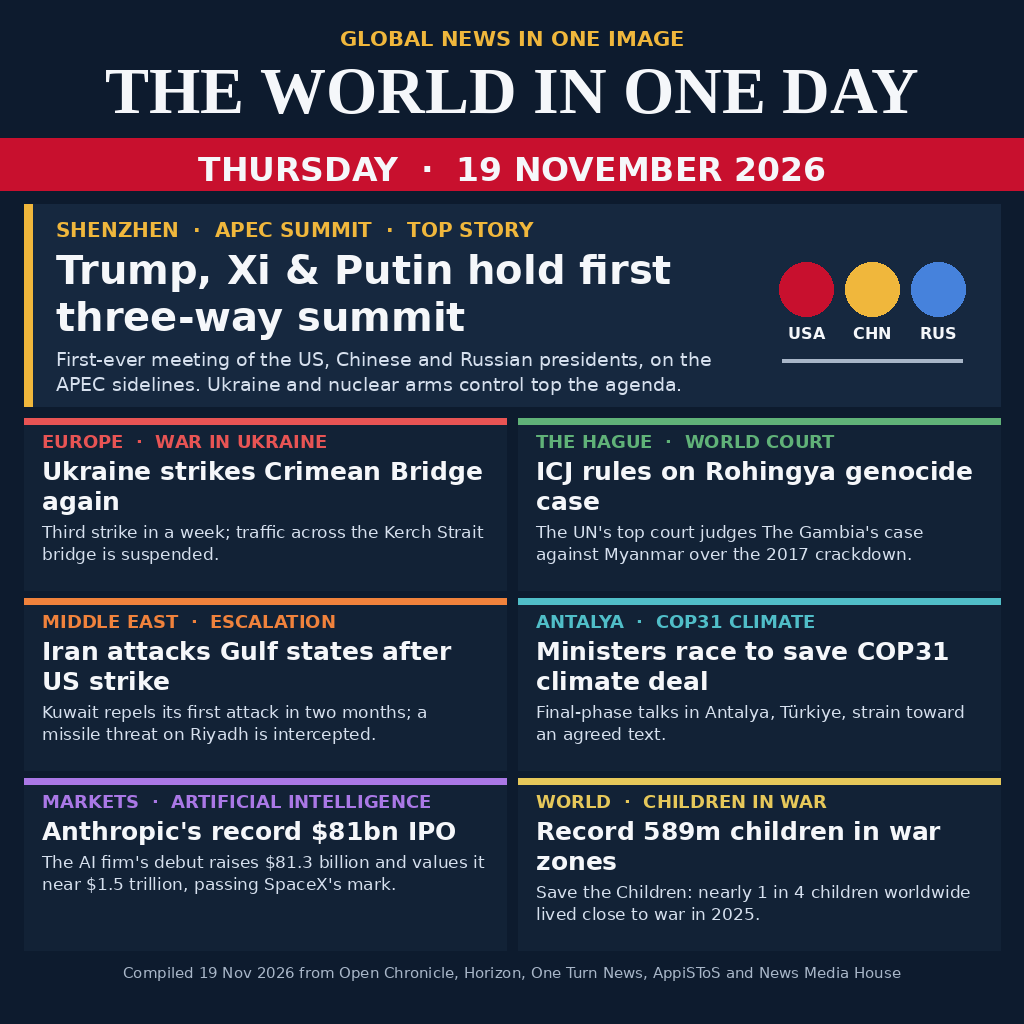 GLOBAL NEWS IN ONE IMAGE
THE WORLD IN ONE DAY
THURSDAY · 19 NOVEMBER 2026
SHENZHEN · APEC SUMMIT · TOP STORY
Trump, Xi & Putin hold first
three-way summit
First-ever meeting of the US, Chinese and Russian presidents, on the
APEC sidelines. Ukraine and nuclear arms control top the agenda.
USA CHN RUS
EUROPE · WAR IN UKRAINE
Ukraine strikes Crimean Bridge
again
Third strike in a week; traffic across the Kerch Strait
bridge is suspended.
THE HAGUE · WORLD COURT
ICJ rules on Rohingya genocide
case
The UN's top court judges The Gambia's case
against Myanmar over the 2017 crackdown.
MIDDLE EAST · ESCALATION
Iran attacks Gulf states after
US strike
Kuwait repels its first attack in two months; a
missile threat on Riyadh is intercepted.
ANTALYA · COP31 CLIMATE
Ministers race to save COP31
climate deal
Final-phase talks in Antalya, Türkiye, strain toward
an agreed text.
MARKETS · ARTIFICIAL INTELLIGENCE
Anthropic's record $81bn IPO
The AI firm's debut raises $81.3 billion and values it
near $1.5 trillion, passing SpaceX's mark.
WORLD · CHILDREN IN WAR
Record 589m children in war
zones
Save the Children: nearly 1 in 4 children worldwide
lived close to war in 2025.
Compiled 19 Nov 2026 from Open Chronicle, Horizon, One Turn News, AppiSToS and News Media House